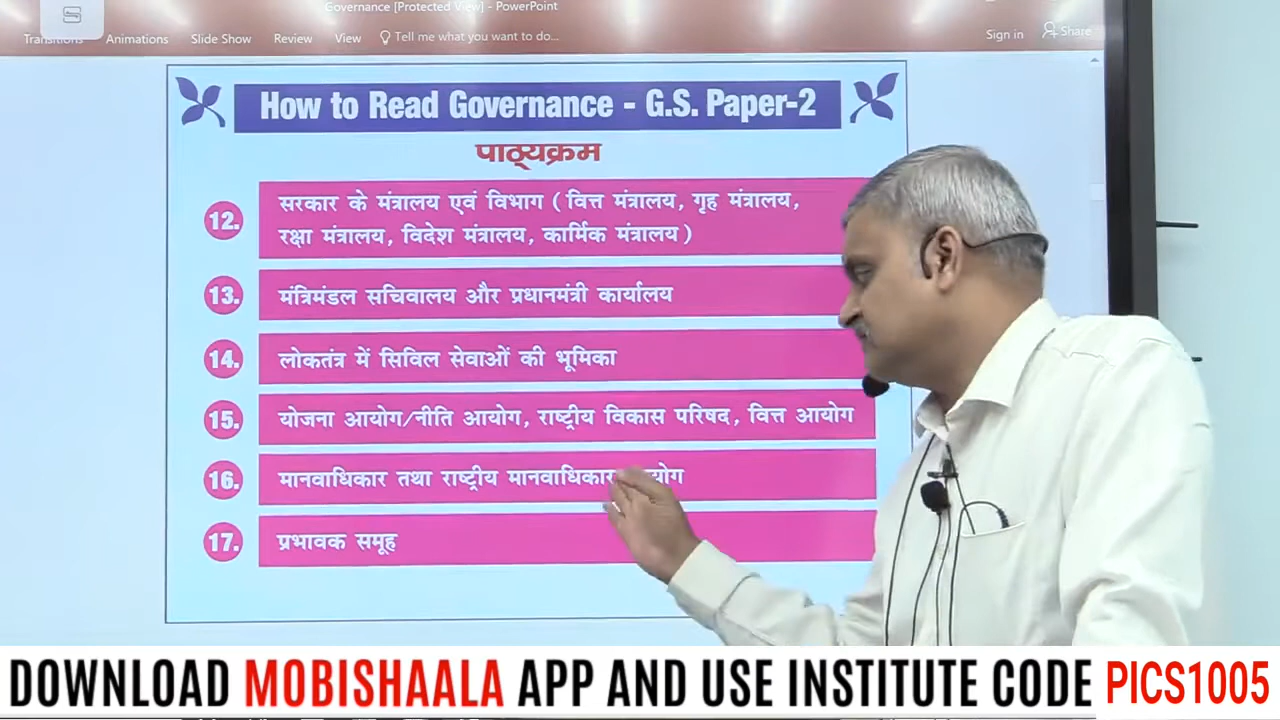 Governance [Protected View] - PowerPoint
Transitions Animations Slide Show Review View Tell me what you want to do... Sign in Share
How to Read Governance - G.S. Paper-2
पाठ्यक्रम
12. सरकार के मंत्रालय एवं विभाग (वित्त मंत्रालय, गृह मंत्रालय,
रक्षा मंत्रालय, विदेश मंत्रालय, कार्मिक मंत्रालय)
13. मंत्रिमंडल सचिवालय और प्रधानमंत्री कार्यालय
14. लोकतंत्र में सिविल सेवाओं की भूमिका
15. योजना आयोग/नीति आयोग, राष्ट्रीय विकास परिषद, वित्त आयोग
16. मानवाधिकार तथा राष्ट्रीय मानवाधिकार
17. प्रभावक समूह
DOWNLOAD MOBISHAALA APP AND USE INSTITUTE CODE PICS1005